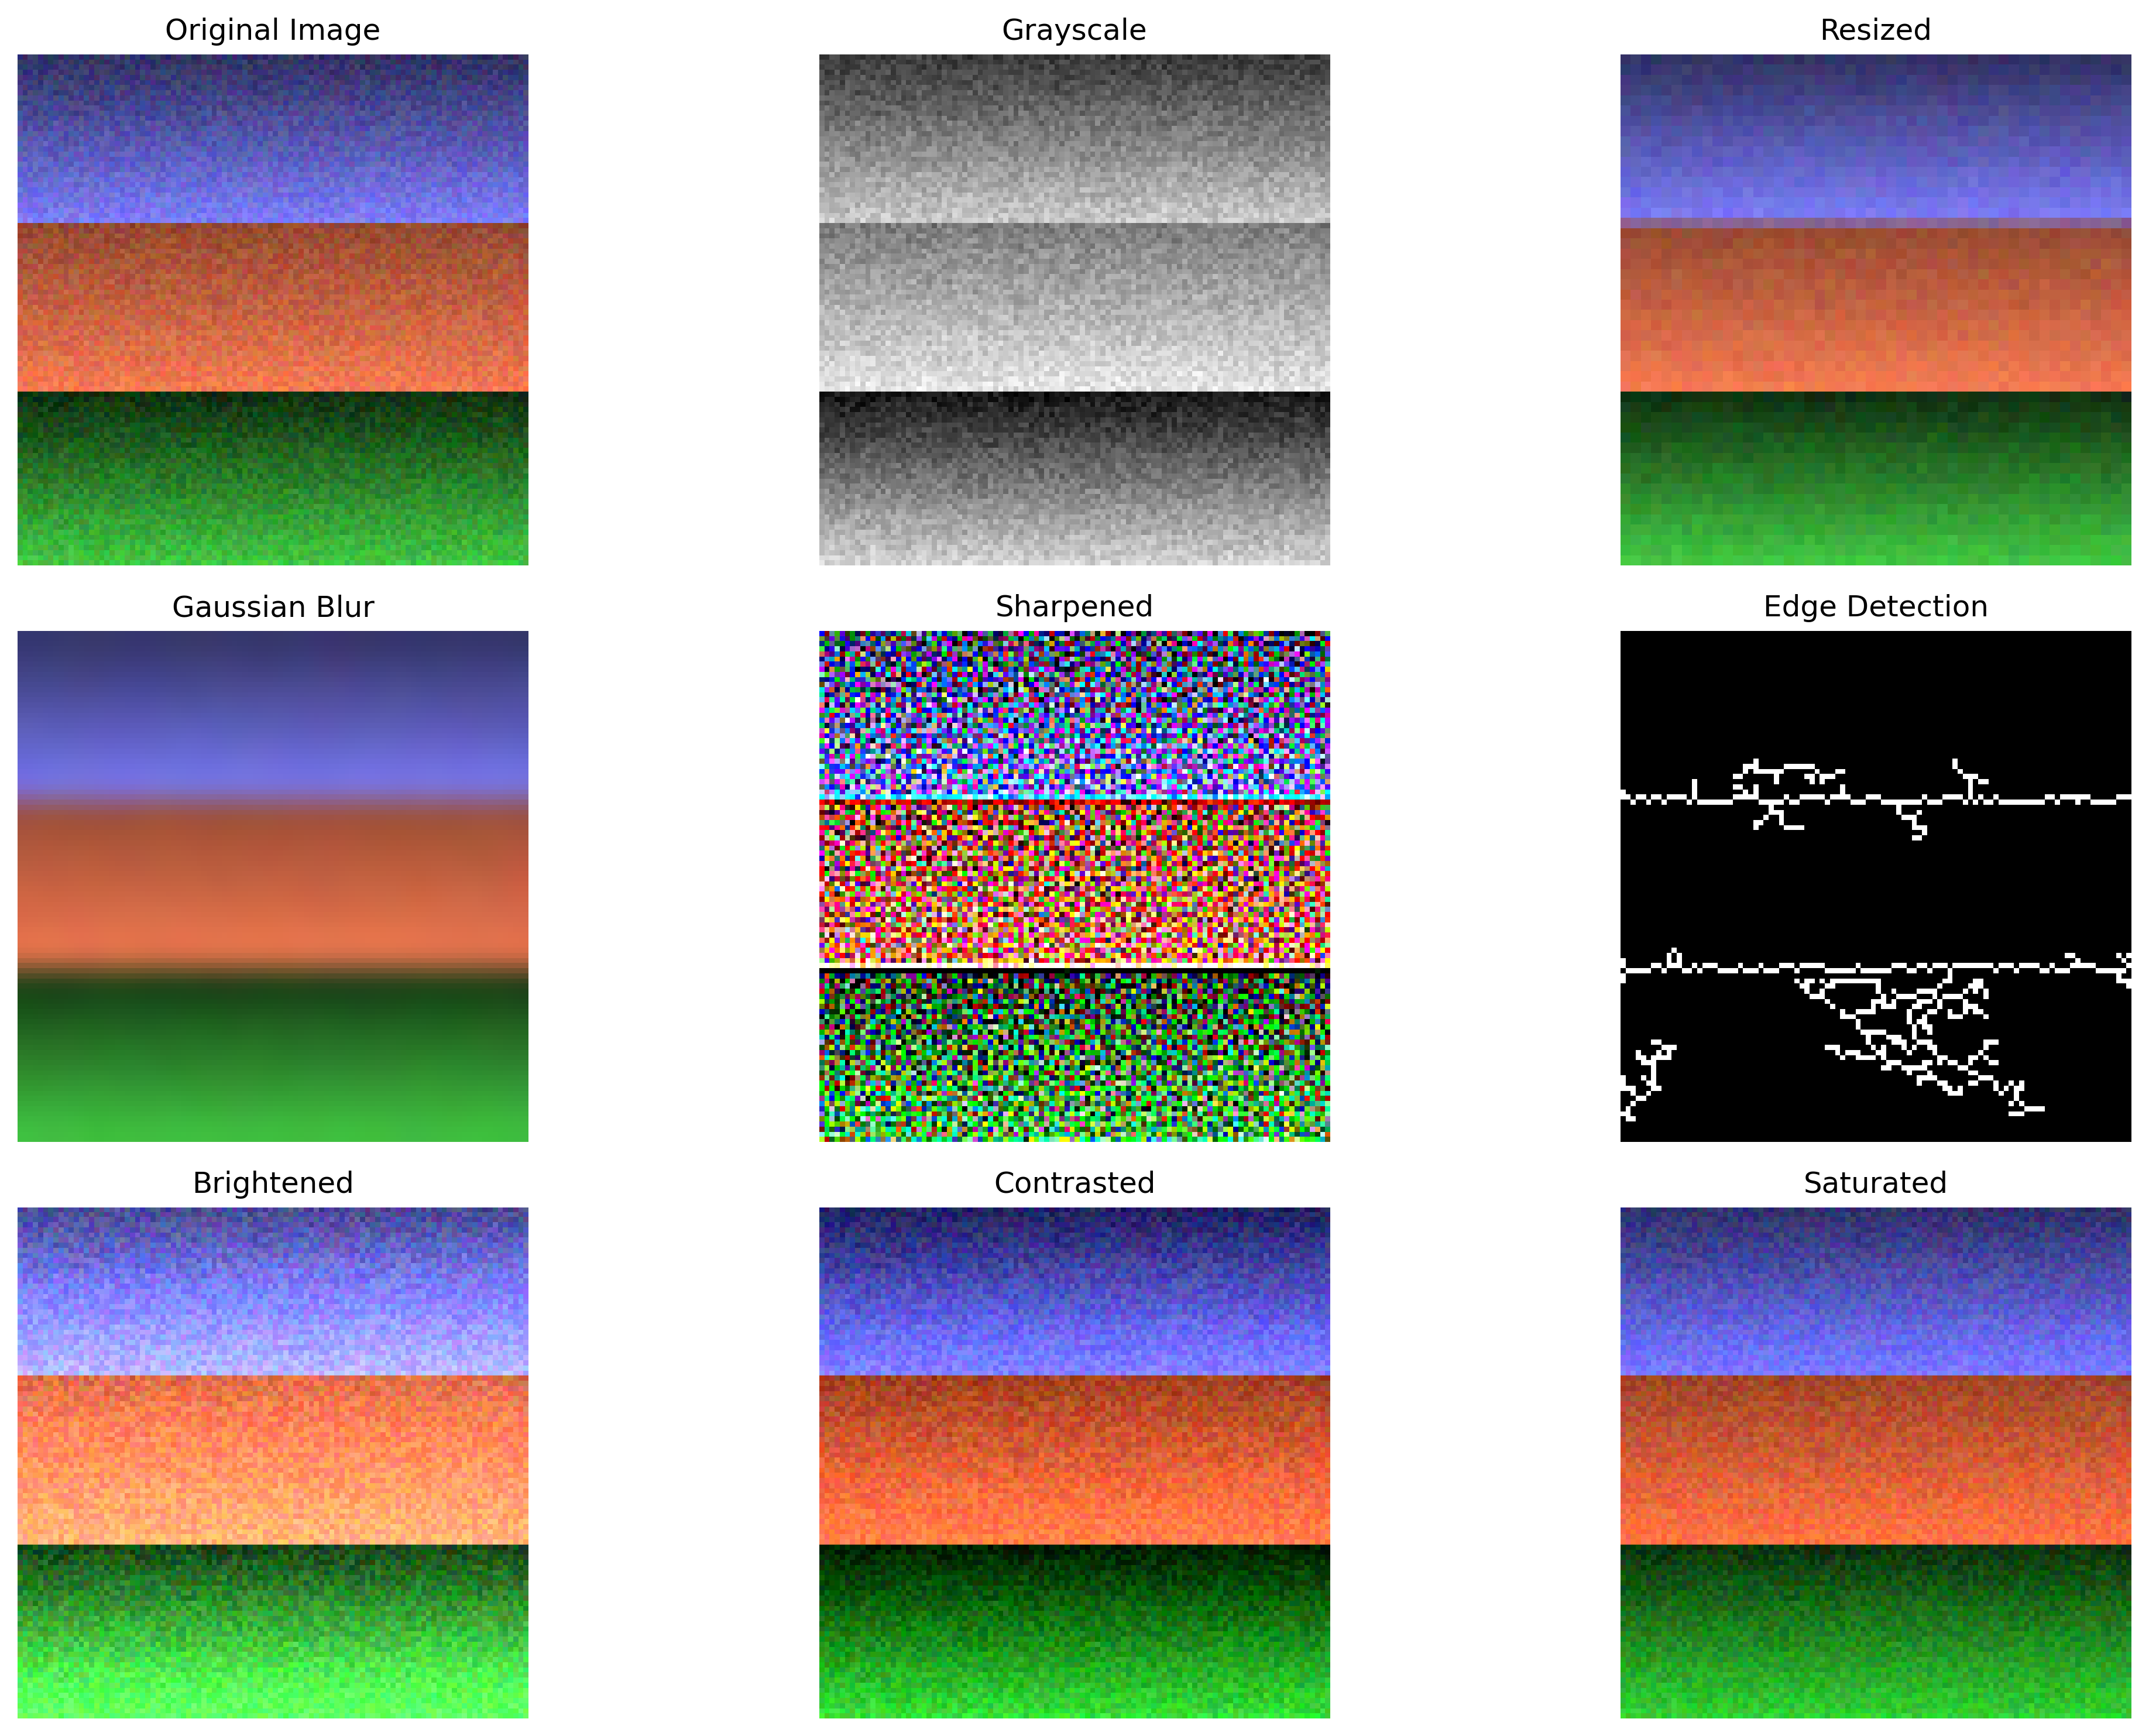 Original Image
Grayscale
Resized
Gaussian Blur
Sharpened
Edge Detection
Brightened
Contrasted
Saturated